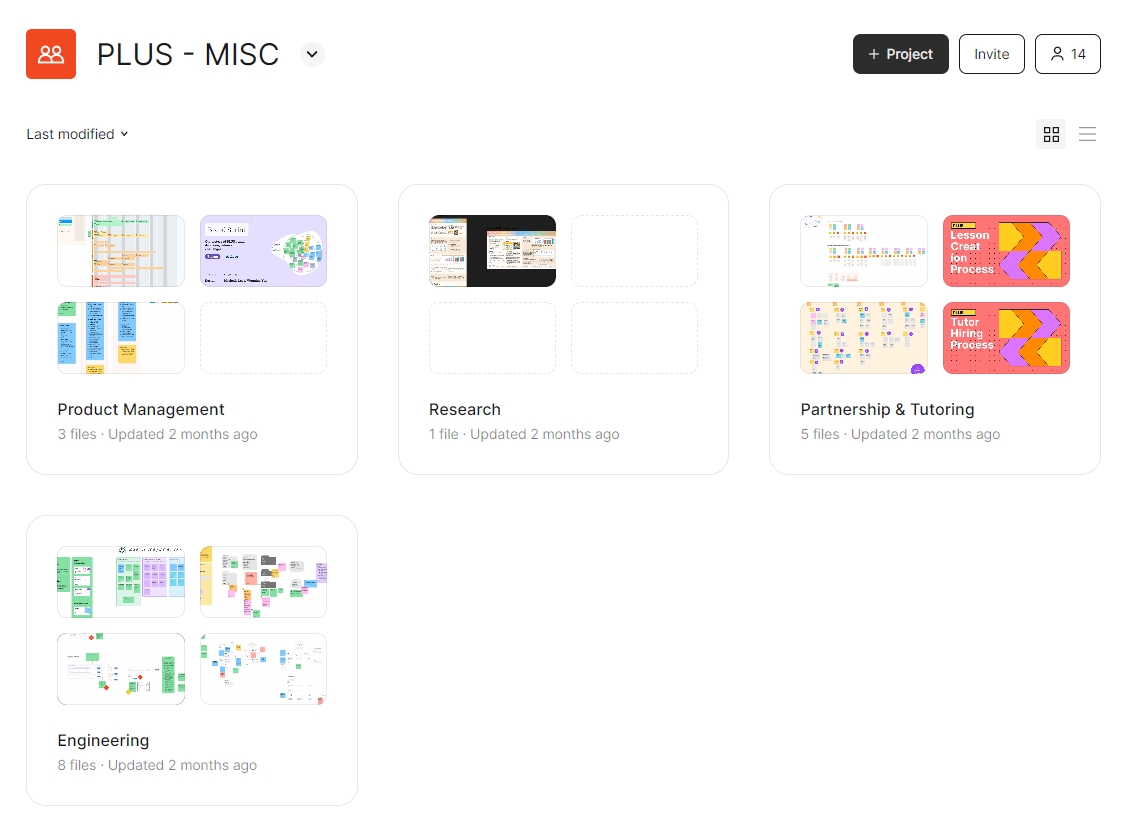 PLUS - MISC
+ Project
Invite
14
Last modified
PLUS
Lesson
Creat
ion
Process
PLUS
Tutor
Hiring
Process
Product Management
3 files · Updated 2 months ago
Research
1 file · Updated 2 months ago
Partnership & Tutoring
5 files · Updated 2 months ago
Engineering
8 files · Updated 2 months ago